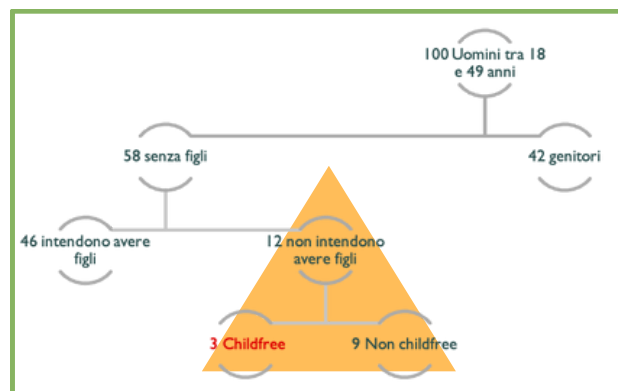 100 Uomini tra 18
e 49 anni
58 senza figli
42 genitori
46 intendono avere
figli
12 non intendono
avere figli
3 Childfree
9 Non childfree